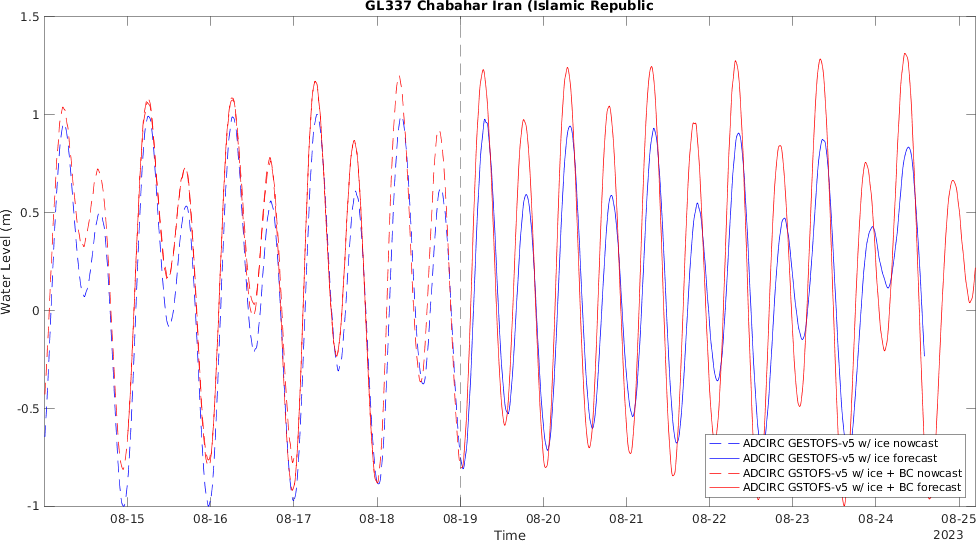 GL337 Chabahar Iran (Islamic Republic
Water Level (m)
1.5
1
0.5
0
-0.5
-1
08-15 08-16 08-17 08-18 08-19 08-20 08-21 08-22 08-23 08-24 08-25
Time
2023
ADCIRC GESTOFS-v5 w/ ice nowcast
ADCIRC GESTOFS-v5 w/ ice forecast
ADCIRC GSTOFS-v5 w/ ice + BC nowcast
ADCIRC GSTOFS-v5 w/ ice + BC forecast